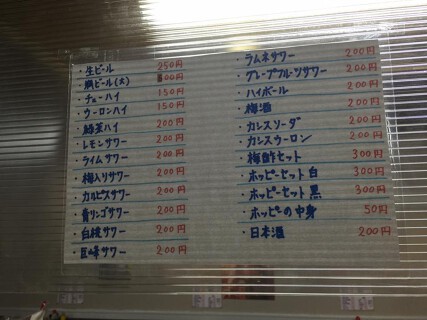 ・生ビール 250円
・瓶ビール(大) 00円
・チューハイ 150円
・ウーロンハイ 150円
・緑茶ハイ 200円
・レモンサワー 200円
・ライムサワー 200円
・梅入りサワー 200円
・カルピスサワー 200円
・青リンゴサワー 200円
・白桃サワー 200円
・巨峰サワー 200円
・ラムネサワー 200円
・グレープフルーツサワー 200円
・ハイボール 200円
・梅酒 200円
・カシスソーダ 200円
・カシスウーロン 200円
・梅酢セット 300円
・ホッピーセット白 300円
・ホッピーセット黒 300円
・ホッピーの中身 50円
・日本酒 200円